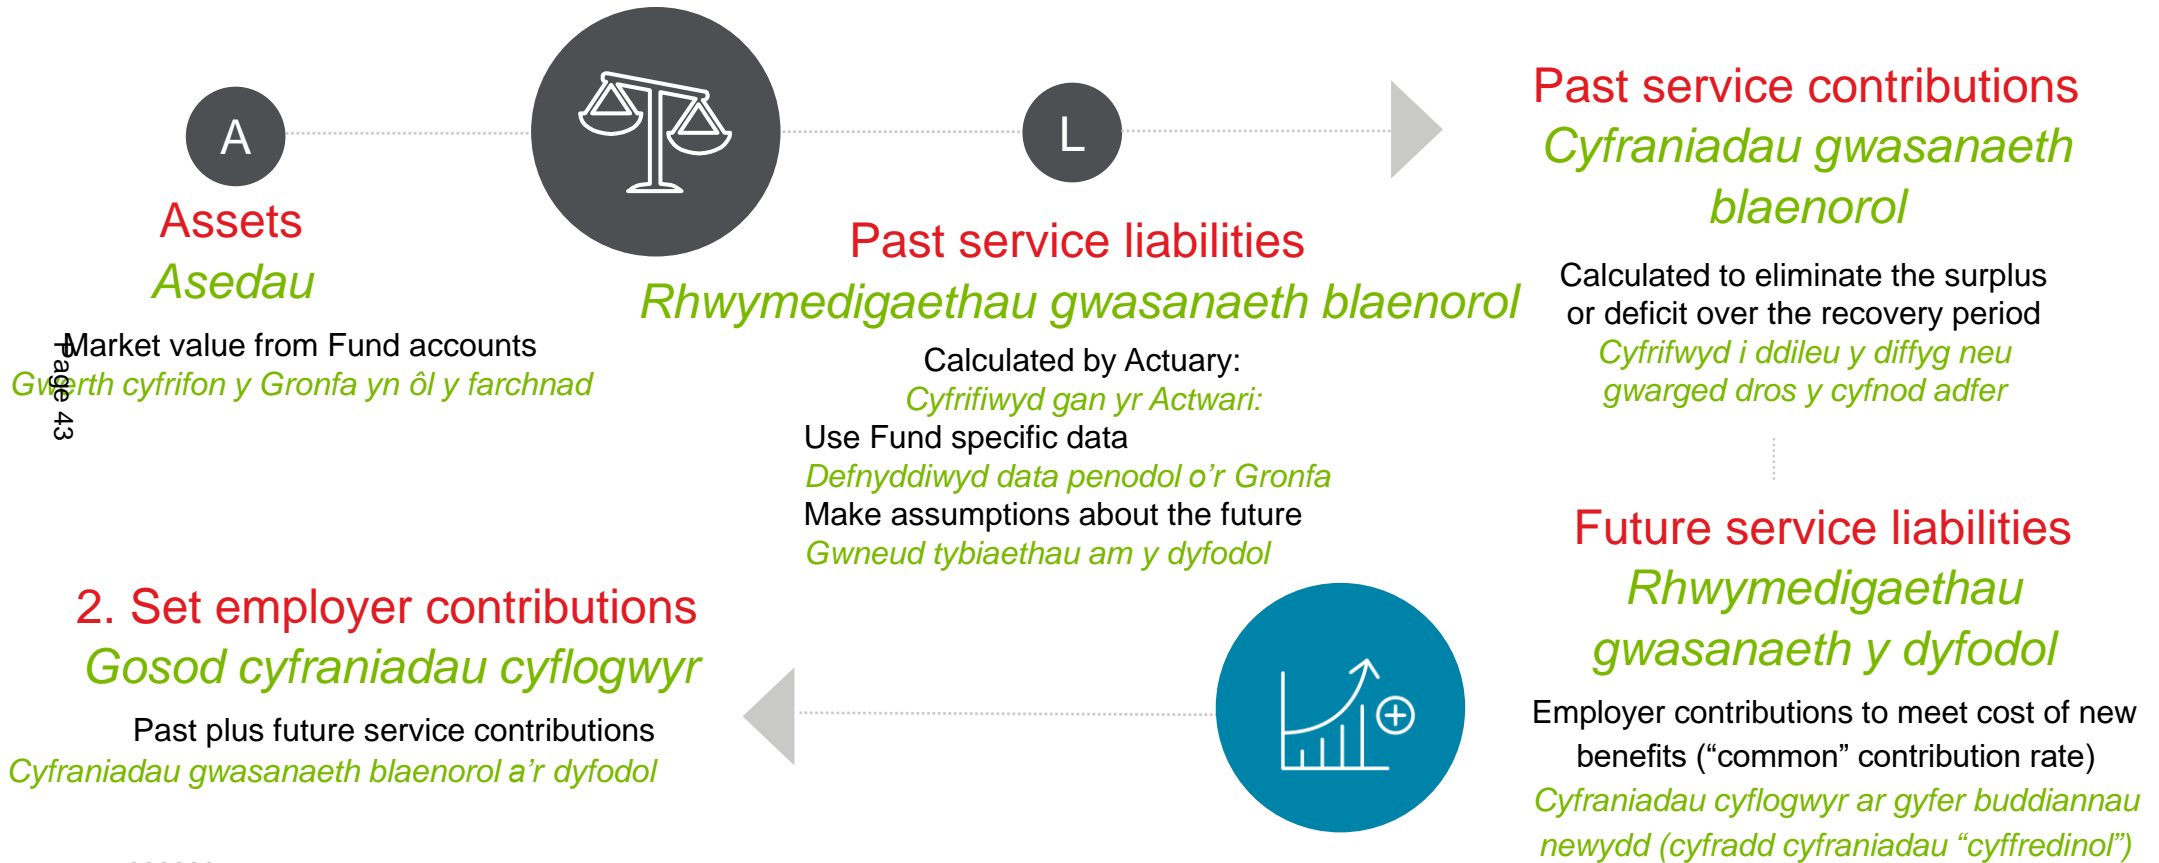 A
Assets
Asedau
Market value from Fund accounts
Gwerth cyfrifon y Gronfa yn ôl y farchnad
Page 43
L
Past service liabilities
Rhwymedigaethau gwasanaeth blaenorol
Calculated by Actuary:
Cyfrifiwyd gan yr Actwari:
Use Fund specific data
Defnyddiwyd data penodol o’r Gronfa
Make assumptions about the future
Gwneud tybiaethau am y dyfodol
Past service contributions
Cyfraniadau gwasanaeth
blaenorol
Calculated to eliminate the surplus
or deficit over the recovery period
Cyfrifwyd i ddileu y diffyg neu
gwarged dros y cyfnod adfer
Future service liabilities
Rhwymedigaethau
gwasanaeth y dyfodol
Employer contributions to meet cost of new
benefits (“common” contribution rate)
Cyfraniadau cyflogwyr ar gyfer buddiannau
newydd (cyfradd cyfraniadau “cyffredinol”)
2. Set employer contributions
Gosod cyfraniadau cyflogwyr
Past plus future service contributions
Cyfraniadau gwasanaeth blaenorol a’r dyfodol